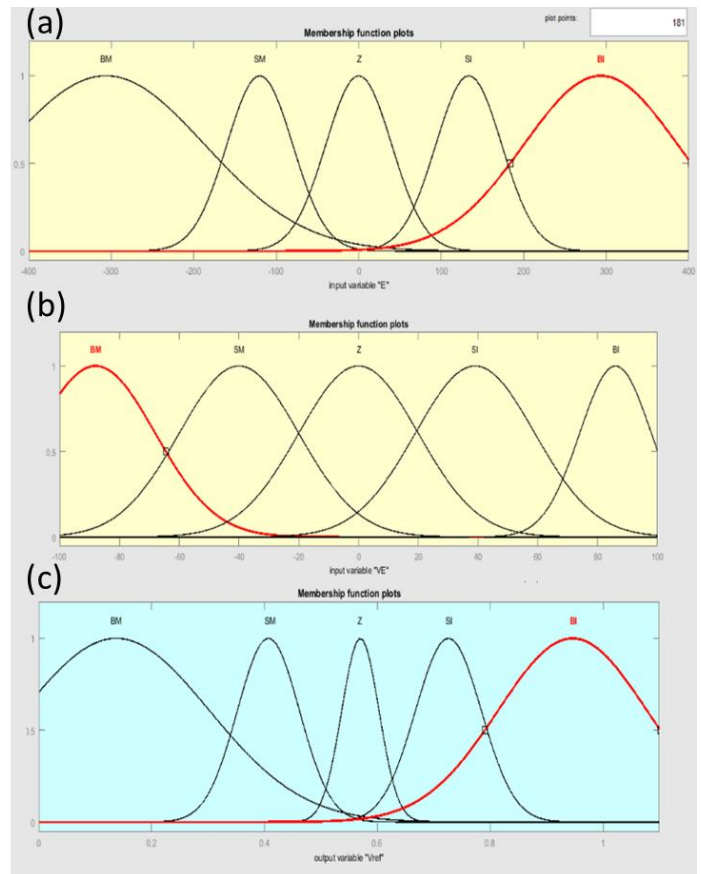 (a)
plot points:
181
Membership function plots
BM SM Z SI BI
1
0.5
0
-400 -300 -200 -100 0 100 200 300 400
input variable "E"
(b)
Membership function plots
BM SM Z SI BI
1
0.5
0
-100 -80 -60 -40 -20 0 20 40 60 80 100
input variable "VE"
(c)
Membership function plots
BM SM Z SI BI
1
0
0 0.2 0.4 0.6 0.8 1
output variable "Vref"